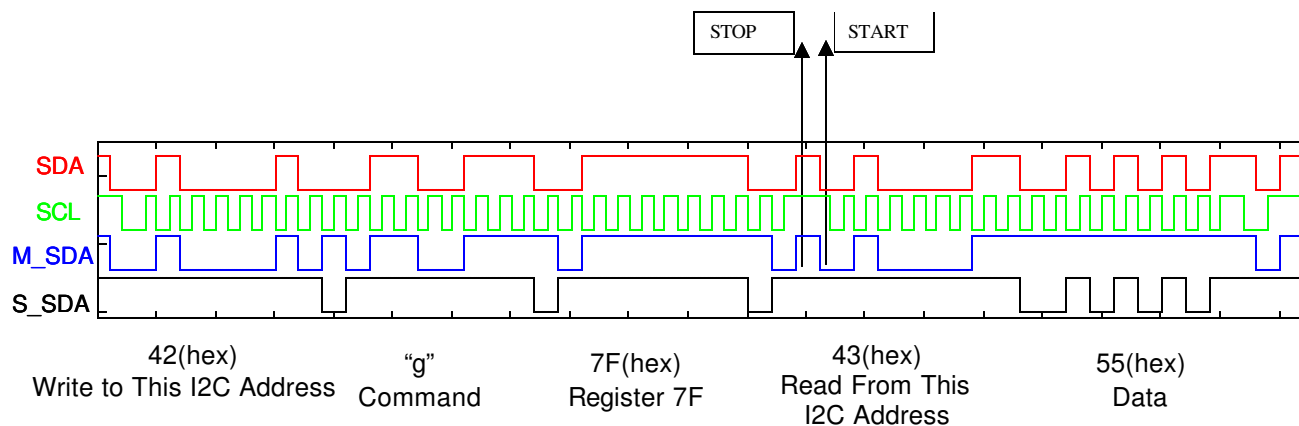 STOP
START
SDA
SCL
M_SDA
S_SDA
42(hex)
Write to This I2C Address
“g”
Command
7F(hex)
Register 7F
43(hex)
Read From This
I2C Address
55(hex)
Data